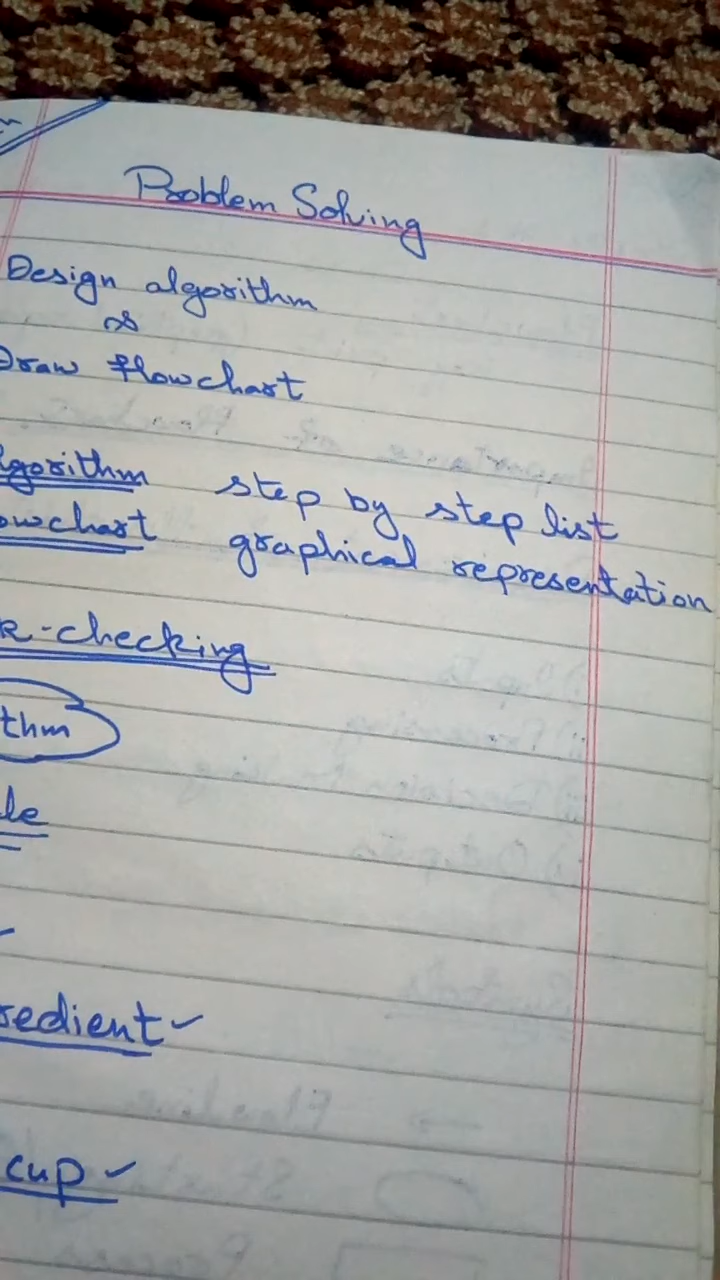 Problem Solving
Design algorithm
or
Draw flowchart
lgorithm step by step list
owchart graphical representation
-checking
thm
le
redient ✓
cup ✓